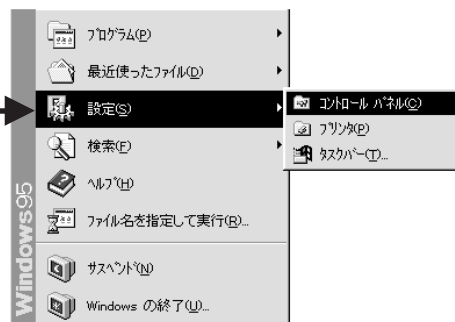 ﾌﾟﾛｸﾞﾗﾑ(P)
最近使ったﾌｧｲﾙ(D)
設定(S)
検索(F)
ﾍﾙﾌﾟ(H)
ファイル名を指定して実行(R)...
ｻｽﾍﾟﾝﾄﾞ(N)
Windows の終了(U)...
ｺﾝﾄﾛｰﾙ ﾊﾟﾈﾙ(C)
ﾌﾟﾘﾝﾀ(P)
ﾀｽｸﾊﾞｰ(T)...
Windows95